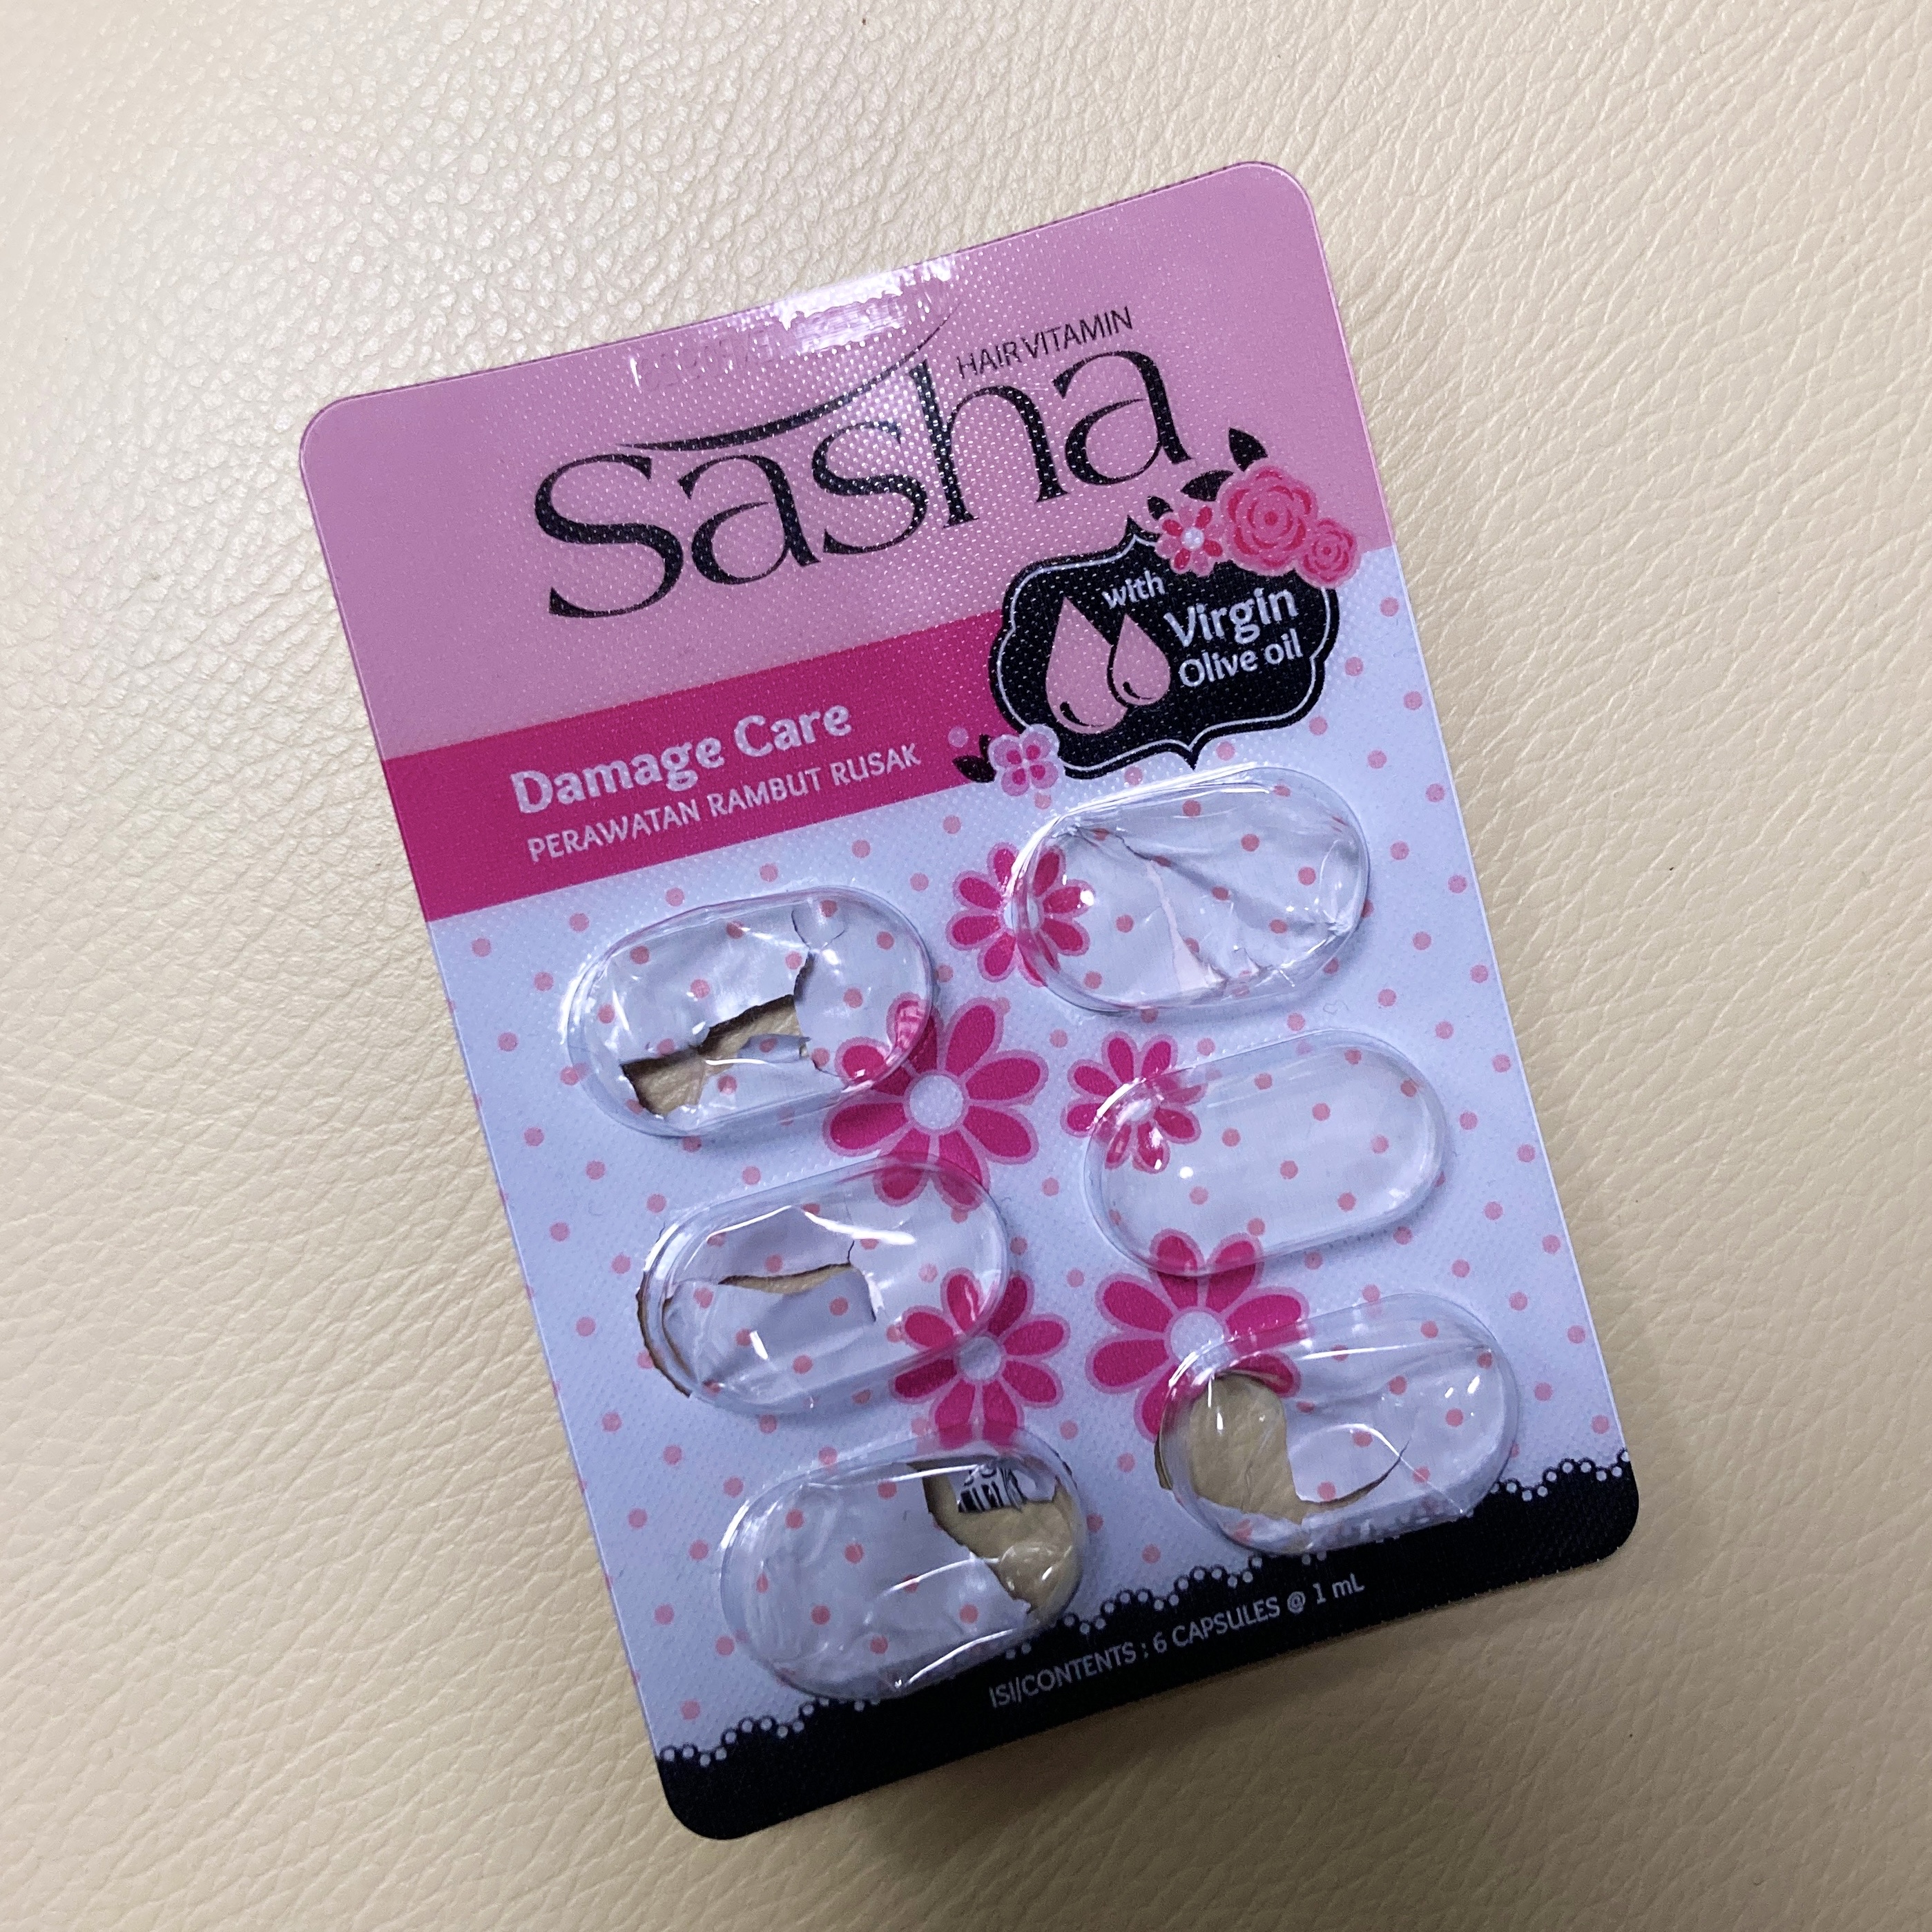 HAIR VITAMIN
Sasha
with
Virgin
Olive oil
Damage Care
PERAWATAN RAMBUT RUSAK
ISI/CONTENTS : 6 CAPSULES @ 1 mL